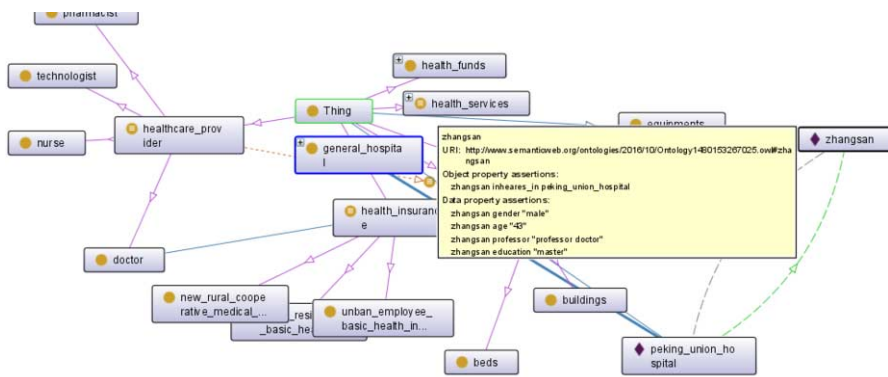 pharmacist
technologist
nurse
healthcare_prov
ider
doctor
Thing
health_funds
health_services
general_hospita
l
health_insuranc
e
new_rural_coope
rative_medical_...
_resi
_basic_hea
unban_employee_
basic_health_in...
beds
buildings
equipments
zhangsan
URI: http://www.semanticweb.org/ontologies/2016/10/Ontology1480153267025.owl#zha
ngsan
Object property assertions:
zhangsan inheares_in peking_union_hospital
Data property assertions:
zhangsan gender "male"
zhangsan age "43"
zhangsan professor "professor doctor"
zhangsan education "master"
zhangsan
peking_union_ho
spital